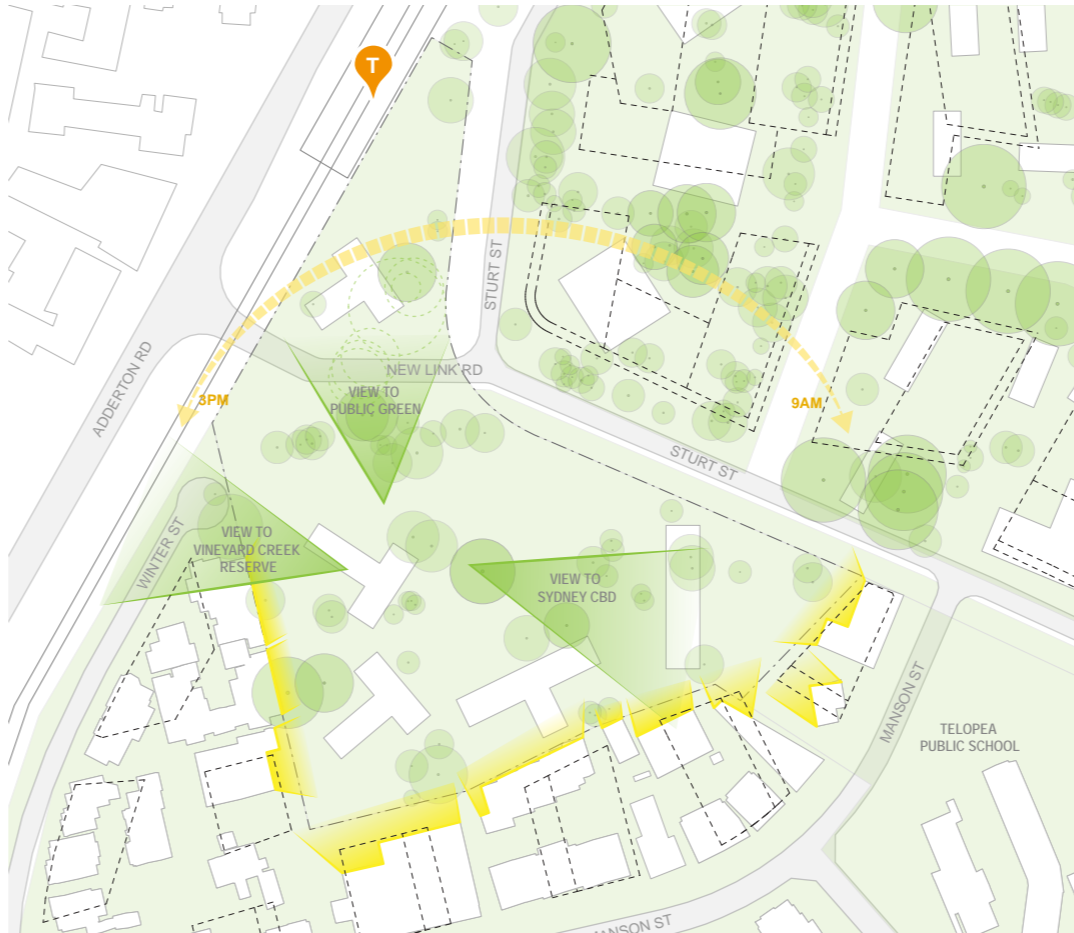 T
STURT ST
ADDERTON RD
NEW LINK RD
VIEW TO
PUBLIC GREEN
3PM
9AM
STURT ST
WINTER ST
VIEW TO
VINEYARD CREEK
RESERVE
VIEW TO
SYDNEY CBD
MANSON ST
TELOPEA
PUBLIC SCHOOL
MANSON ST